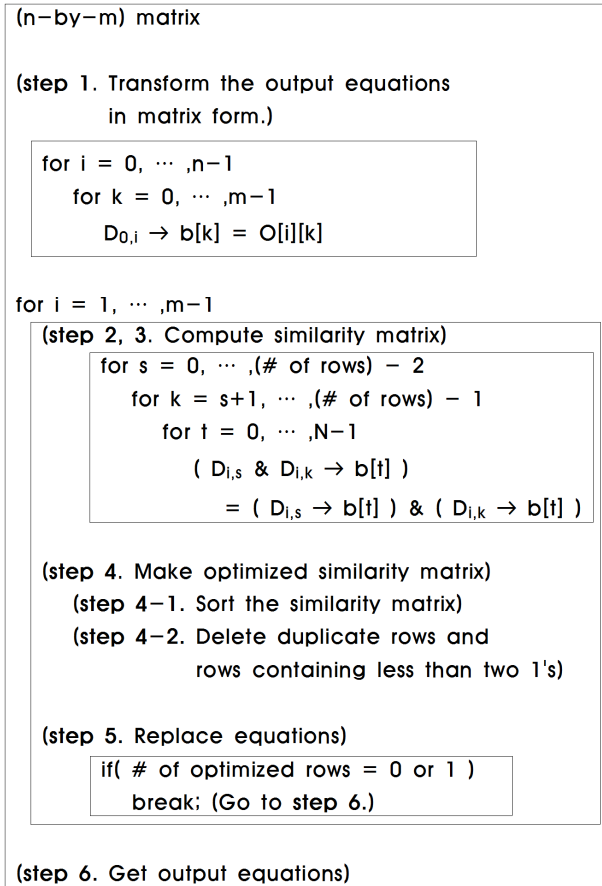 (n−by−m) matrix
(step 1. Transform the output equations
in matrix form.)
for i = 0, ⋯ ,n−1
for k = 0, ⋯ ,m−1
D0,i → b[k] = O[i][k]
for i = 1, ⋯ ,m−1
(step 2, 3. Compute similarity matrix)
for s = 0, ⋯ ,(# of rows) − 2
for k = s+1, ⋯ ,(# of rows) − 1
for t = 0, ⋯ ,N−1
( Di,s & Di,k → b[t] )
= ( Di,s → b[t] ) & ( Di,k → b[t] )
(step 4. Make optimized similarity matrix)
(step 4−1. Sort the similarity matrix)
(step 4−2. Delete duplicate rows and
rows containing less than two 1's)
(step 5. Replace equations)
if( # of optimized rows = 0 or 1 )
break; (Go to step 6.)
(step 6. Get output equations)